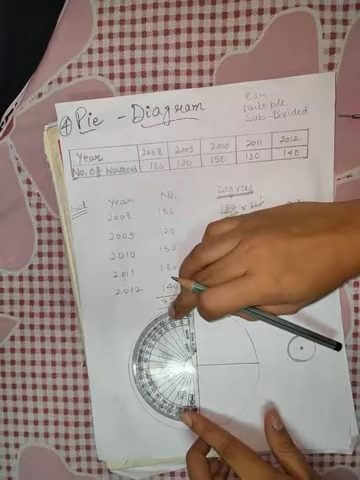 ④ Pie - Diagram
Bar,
Multiple
Sub-Divided
Year 2008 2009 2010 2011 2012
No. of Workers 180 120 150 130 140
Cal Year No. Degrees
2008 180
2009 120
2010 150
2011 130
2012 140